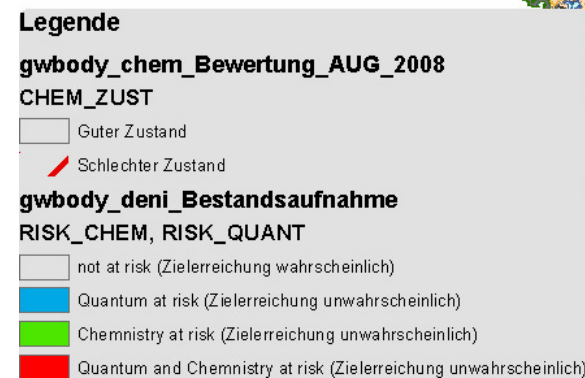 Legende
gwbody_chem_Bewertung_AUG_2008
CHEM_ZUST
Guter Zustand
Schlechter Zustand
gwbody_deni_Bestandsaufnahme
RISK_CHEM, RISK_QUANT
not at risk (Zielerreichung wahrscheinlich)
Quantum at risk (Zielerreichung unwahrscheinlich)
Chemnistry at risk (Zielerreichung unwahrscheinlich)
Quantum and Chemnistry at risk (Zielerreichung unwahrscheinlich)